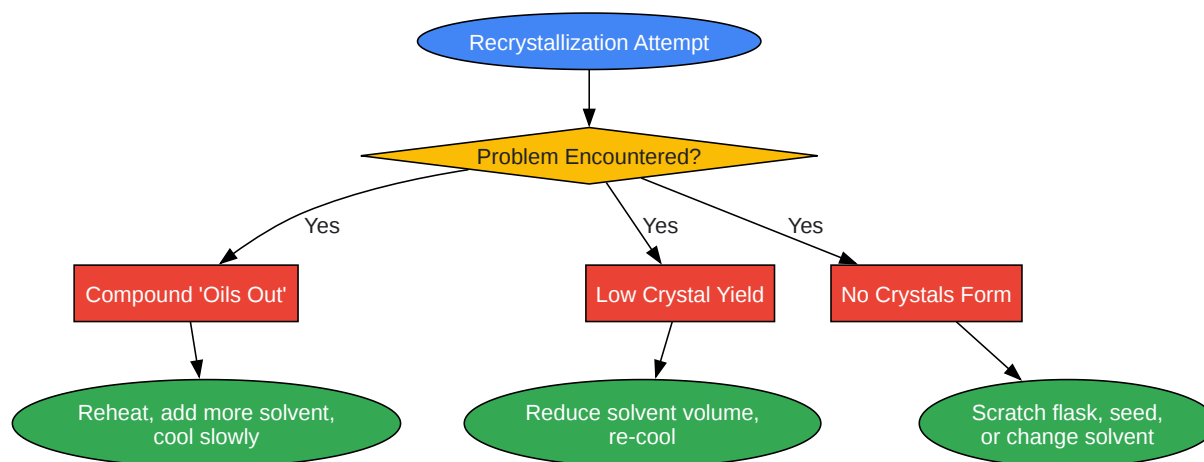 Recrystallization Attempt
Problem Encountered?
Yes
Yes
Yes
Compound 'Oils Out'
Low Crystal Yield
No Crystals Form
Reheat, add more solvent,
cool slowly
Reduce solvent volume,
re-cool
Scratch flask, seed,
or change solvent